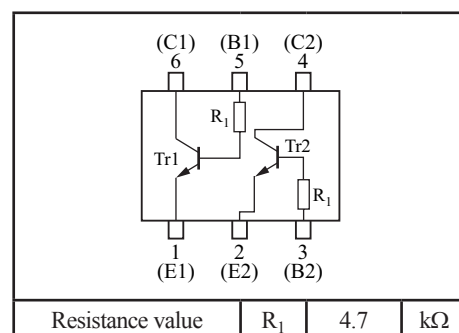 (C1) (B1) (C2)
6 5 4
R1
Tr1 Tr2
R1
1 2 3
(E1) (E2) (B2)
Resistance value R1 4.7 kΩ